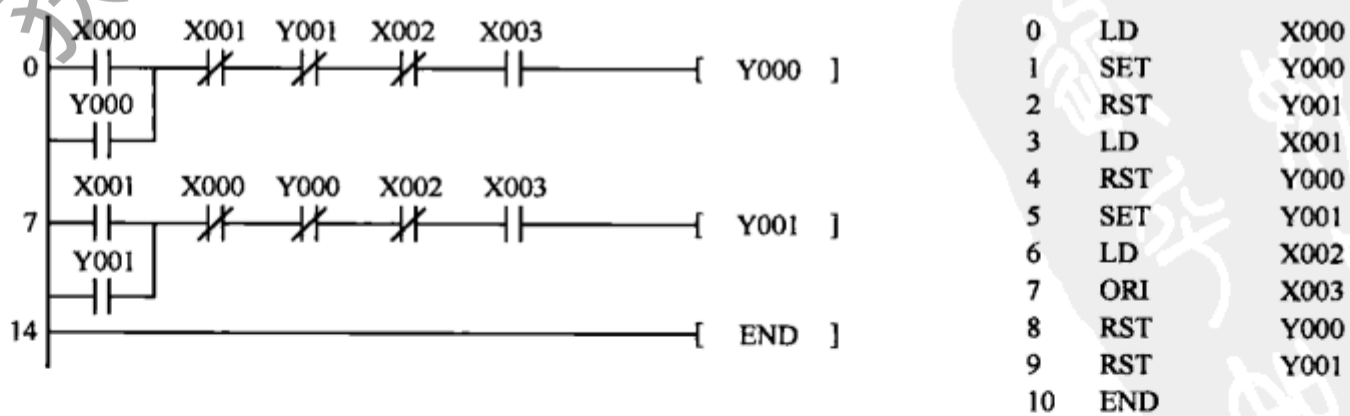 X000 X001 Y001 X002 X003
0 [ Y000 ]
Y000
X001 X000 Y000 X002 X003
7 [ Y001 ]
Y001
14 [ END ]
0 LD X000
1 SET Y000
2 RST Y001
3 LD X001
4 RST Y000
5 SET Y001
6 LD X002
7 ORI X003
8 RST Y000
9 RST Y001
10 END